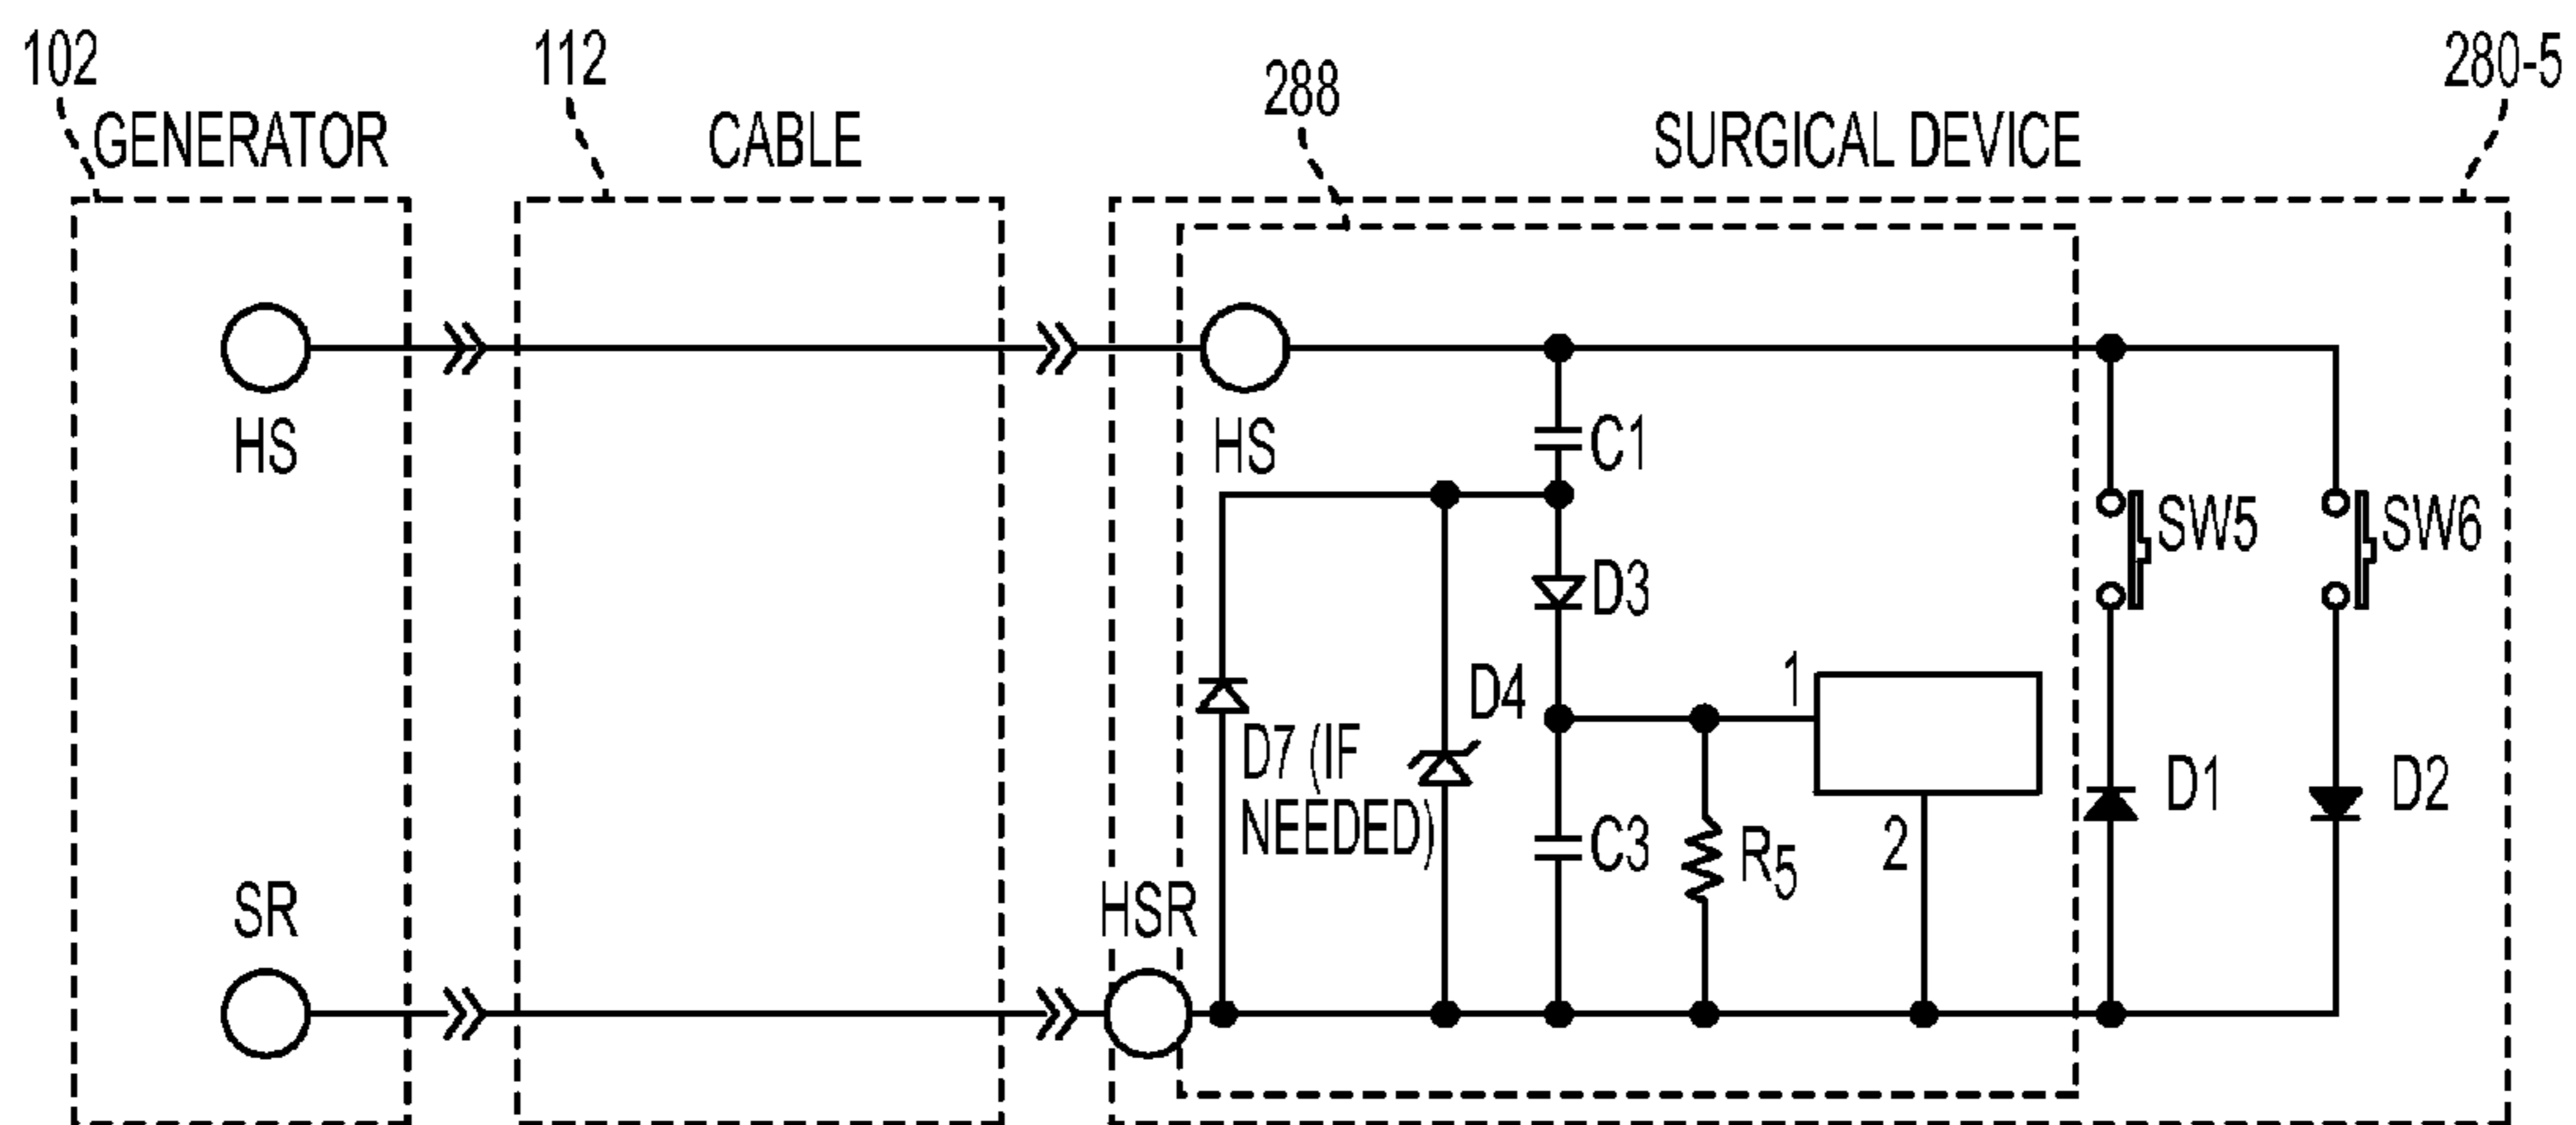 102
112
288
280-5
GENERATOR
CABLE
SURGICAL DEVICE
HS
HS
C1
SW5
SW6
D3
D4
1
D7 (IF
NEEDED)
D1
D2
C3
R5
2
SR
HSR